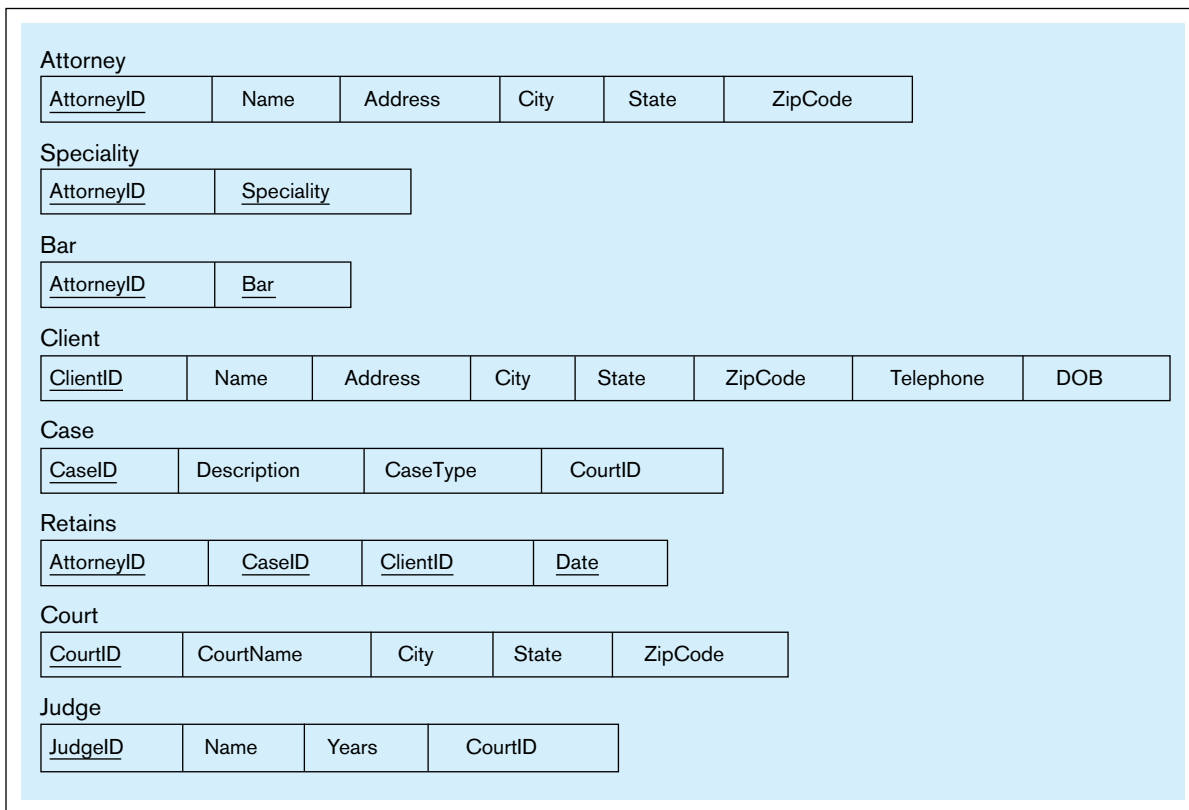 Attorney
AttorneyID Name Address City State ZipCode
Speciality
AttorneyID Speciality
Bar
AttorneyID Bar
Client
ClientID Name Address City State ZipCode Telephone DOB
Case
CaseID Description CaseType CourtID
Retains
AttorneyID CaseID ClientID Date
Court
CourtID CourtName City State ZipCode
Judge
JudgeID Name Years CourtID